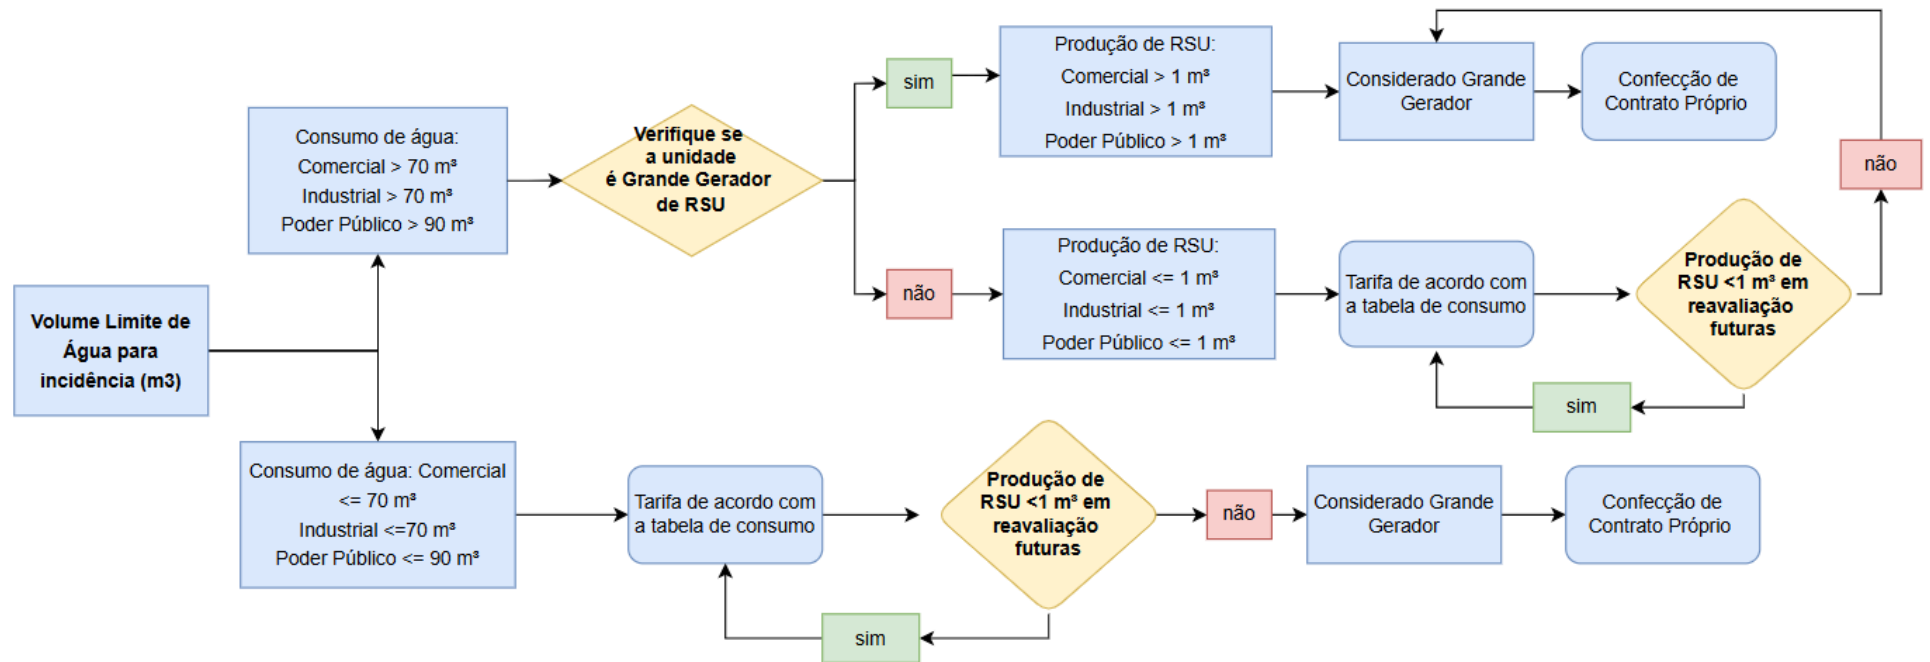 Volume Limite de
Água para
incidência (m3)
Consumo de água:
Comercial > 70 m³
Industrial > 70 m³
Poder Público > 90 m³
Verifique se
a unidade
é Grande Gerador
de RSU
sim
Produção de RSU:
Comercial > 1 m³
Industrial > 1 m³
Poder Público > 1 m³
Considerado Grande
Gerador
Confecção de
Contrato Próprio
não
Produção de RSU:
Comercial <= 1 m³
Industrial <= 1 m³
Poder Público <= 1 m³
Tarifa de acordo com
a tabela de consumo
Produção de
RSU <1 m³ em
reavaliação
futuras
não
sim
Consumo de água: Comercial
<= 70 m³
Industrial <=70 m³
Poder Público <= 90 m³
Tarifa de acordo com
a tabela de consumo
Produção de
RSU <1 m³ em
reavaliação
futuras
não
Considerado Grande
Gerador
Confecção de
Contrato Próprio
sim